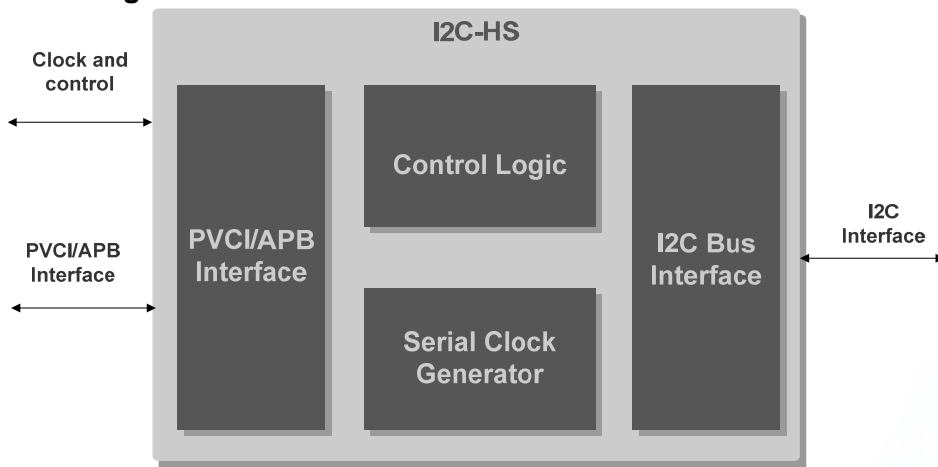 I2C-HS
Clock and
control
PVCI/APB
Interface
PVCI/APB
Interface
Control Logic
Serial Clock
Generator
I2C Bus
Interface
I2C
Interface